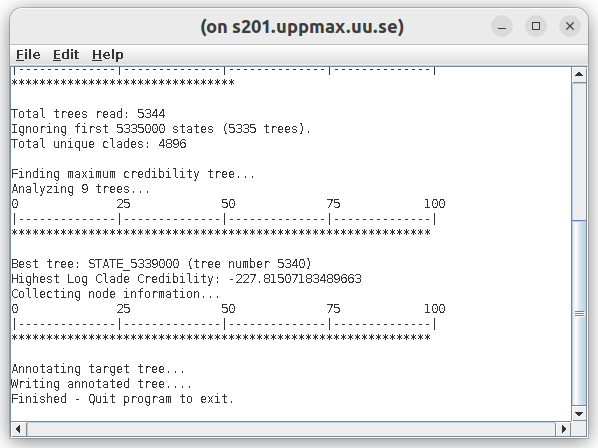 (on s201.uppmax.uu.se)
File Edit Help
|--------------|--------------|--------------|--------------|
********************************
Total trees read: 5344
Ignoring first 5335000 states (5335 trees).
Total unique clades: 4896
Finding maximum credibility tree...
Analyzing 9 trees...
0 25 50 75 100
|--------------|--------------|--------------|--------------|
************************************************************
Best tree: STATE_5339000 (tree number 5340)
Highest Log Clade Credibility: -227.81507183489663
Collecting node information...
0 25 50 75 100
|--------------|--------------|--------------|--------------|
************************************************************
Annotating target tree...
Writing annotated tree....
Finished - Quit program to exit.